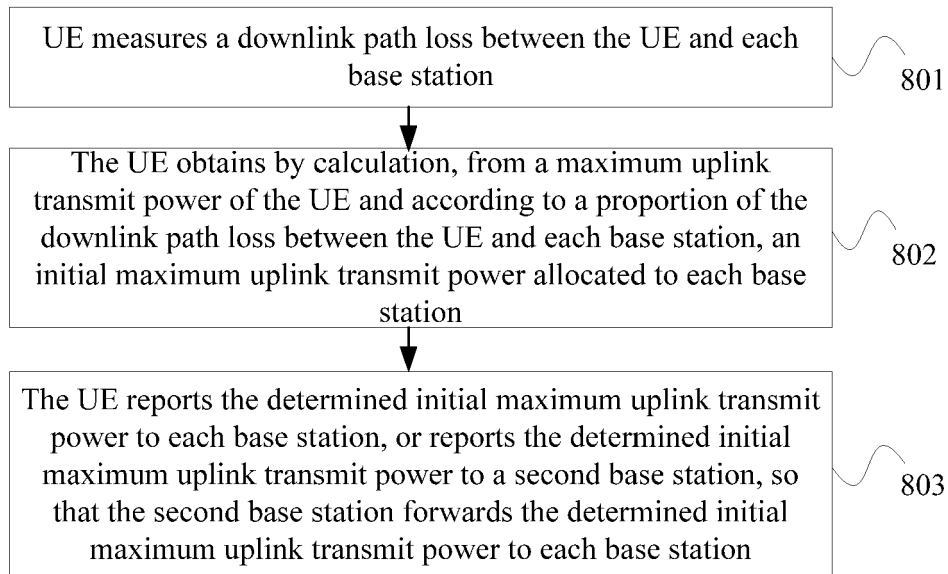 UE measures a downlink path loss between the UE and each
base station
801
The UE obtains by calculation, from a maximum uplink
transmit power of the UE and according to a proportion of the
downlink path loss between the UE and each base station, an
initial maximum uplink transmit power allocated to each base
station
802
The UE reports the determined initial maximum uplink transmit
power to each base station, or reports the determined initial
maximum uplink transmit power to a second base station, so
that the second base station forwards the determined initial
maximum uplink transmit power to each base station
803